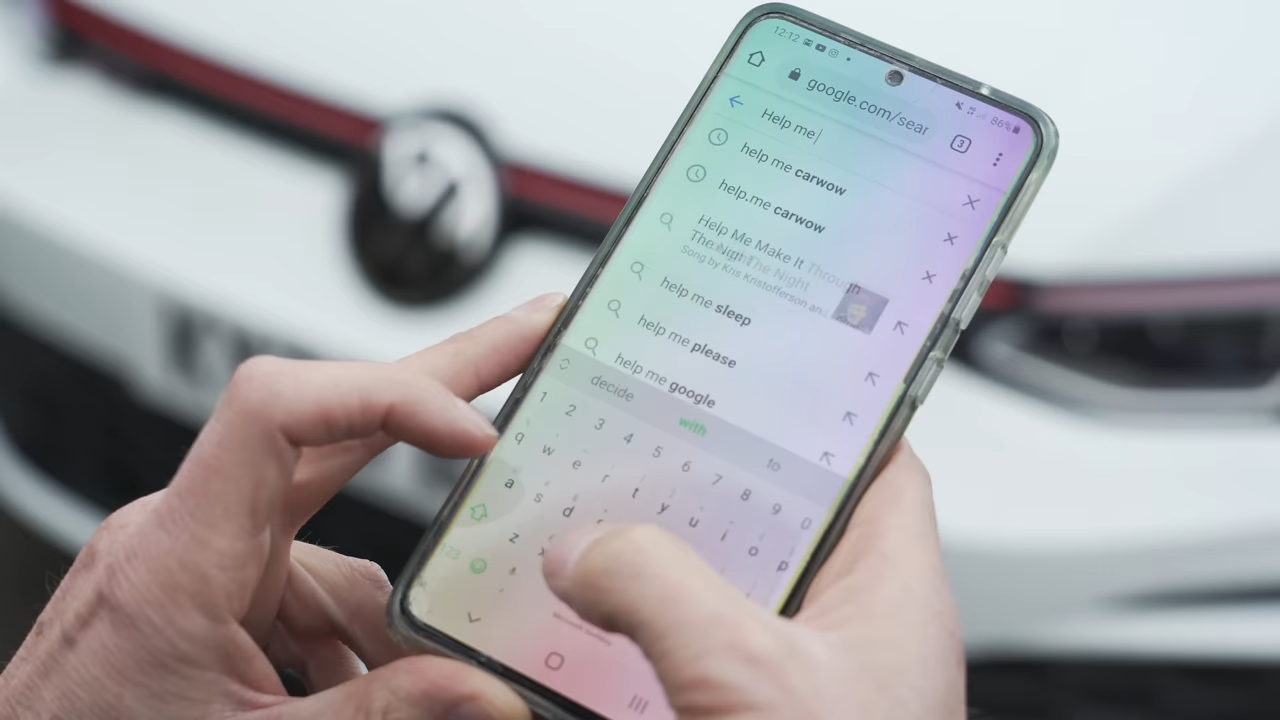 12:12
86%
google.com/sear
3
Help me
help me carwow
help.me carwow
Help Me Make It Through
The Night
Song by Kris Kristofferson an...
help me sleep
help me please
help me google
decide with to
1 2 3 4 5 6 7 8 9 0
q w e r t y u i o p
a s d
z x